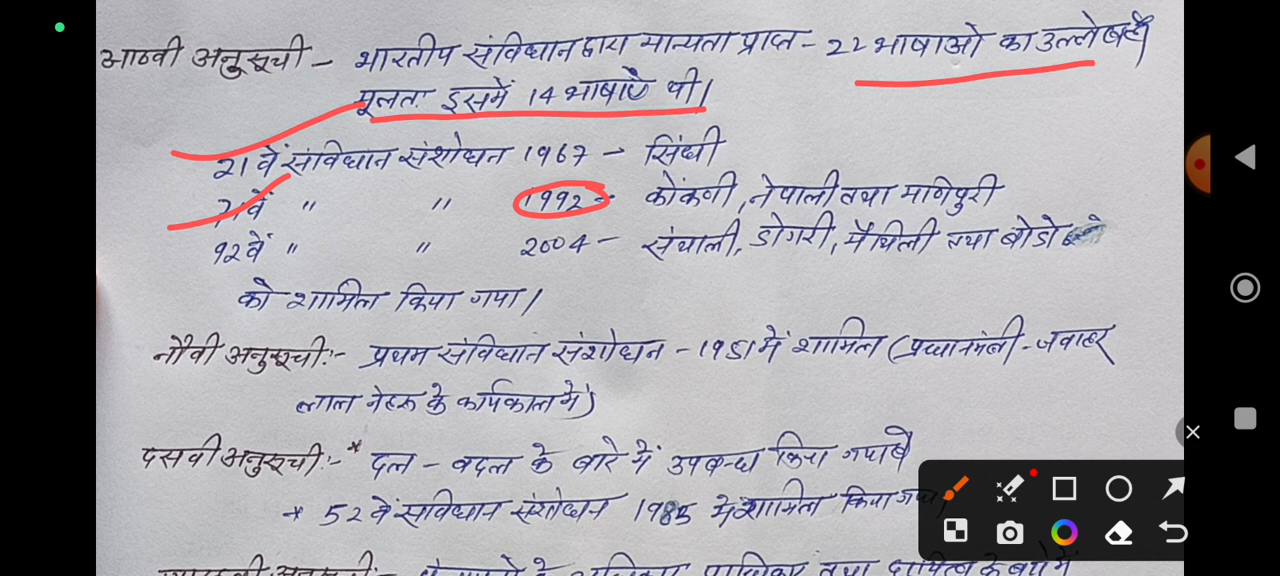 आठवी अनुसूची - भारतीय संविधान द्वारा मान्यता प्राप्त - 22 भाषाओ का उल्लेख है
मूलतः इसमें 14 भाषाएँ थी।
21 वें संविधान संशोधन 1967 - सिंधी
71 वें " " 1992 - कोंकणी, नेपाली तथा मणिपुरी
92 वें " " 2004 - संथाली, डोगरी, मैथिली तथा बोडो
को शामिल किया गया।
नौवी अनुसूची:- प्रथम संविधान संशोधन - 1951 में शामिल (प्रधानमंत्री - जवाहर
लाल नेहरू के कार्यकाल में)
दसवी अनुसूची:- * दल - बदल के बारे में उपबन्ध किया गया है
* 52 वें संविधान संशोधन 1985 में शामिल किया गया
के अधिकार तथा दायित्व के बारे में